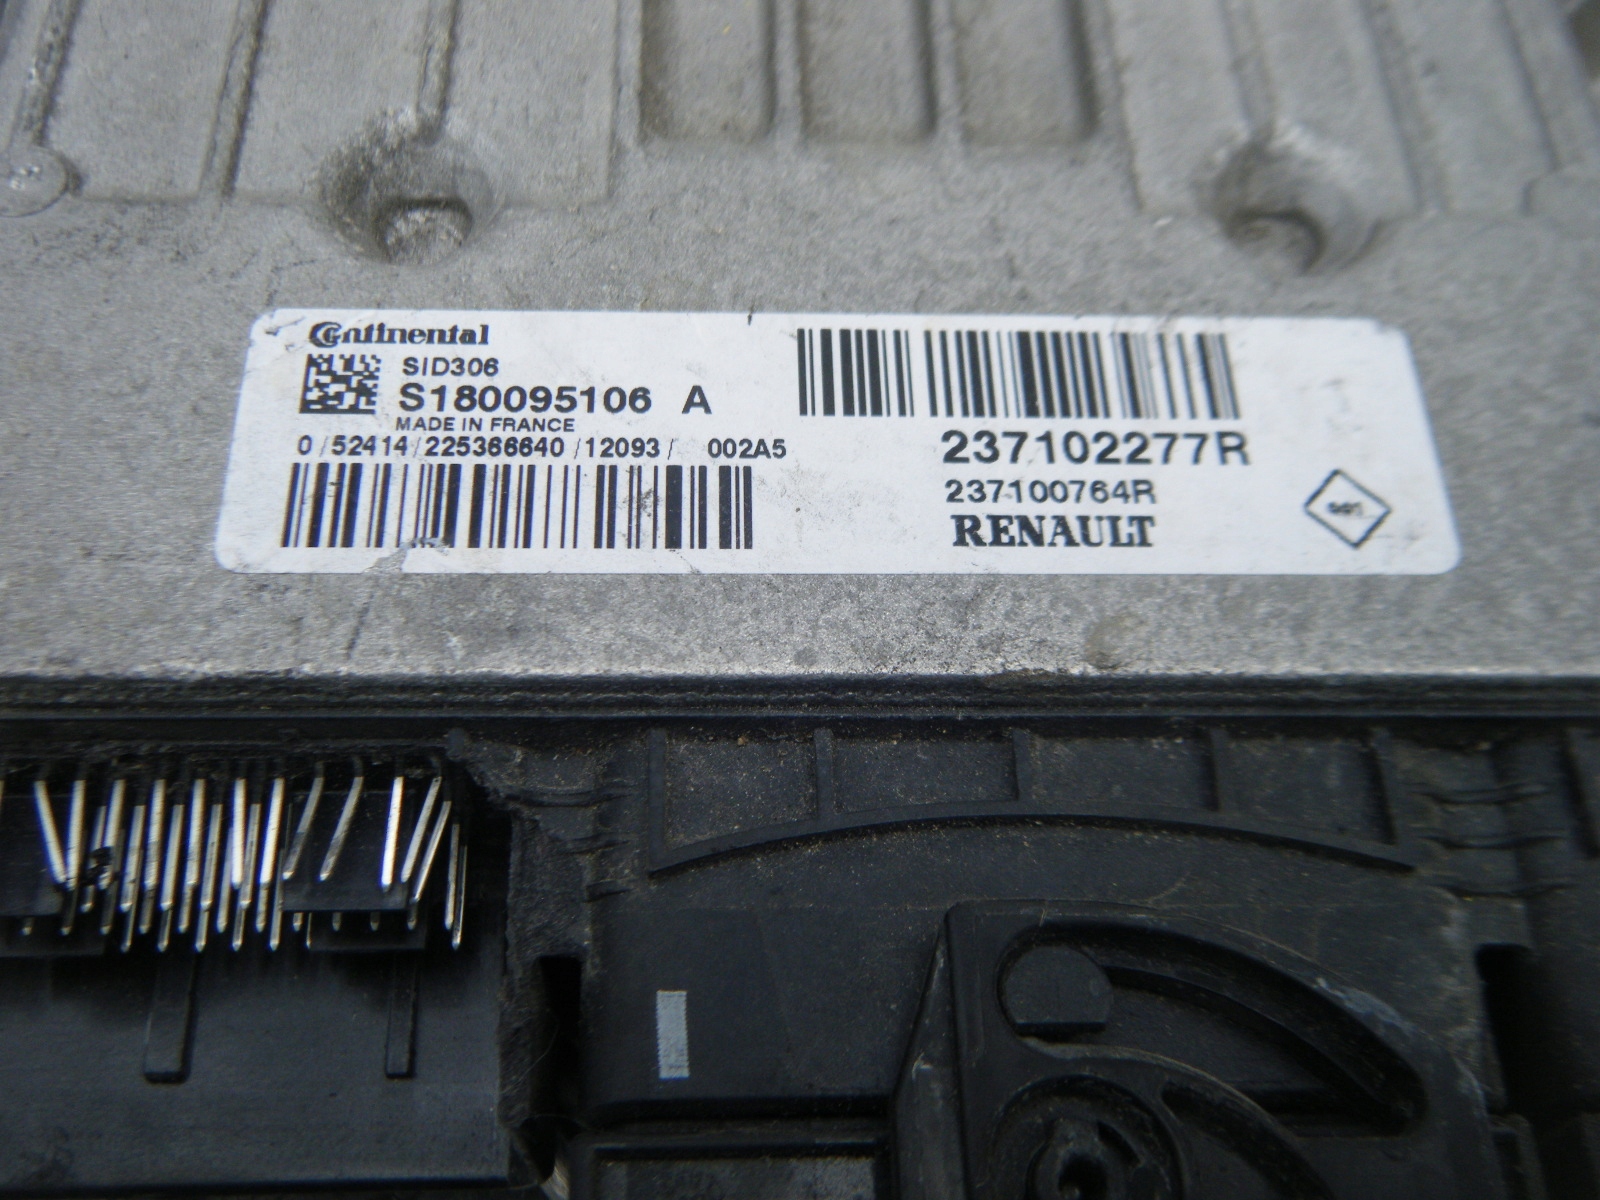 Continental
SID306
S180095106 A
MADE IN FRANCE
0 / 52414 / 225366640 / 12093 / 002A5
237102277R
237100764R
RENAULT